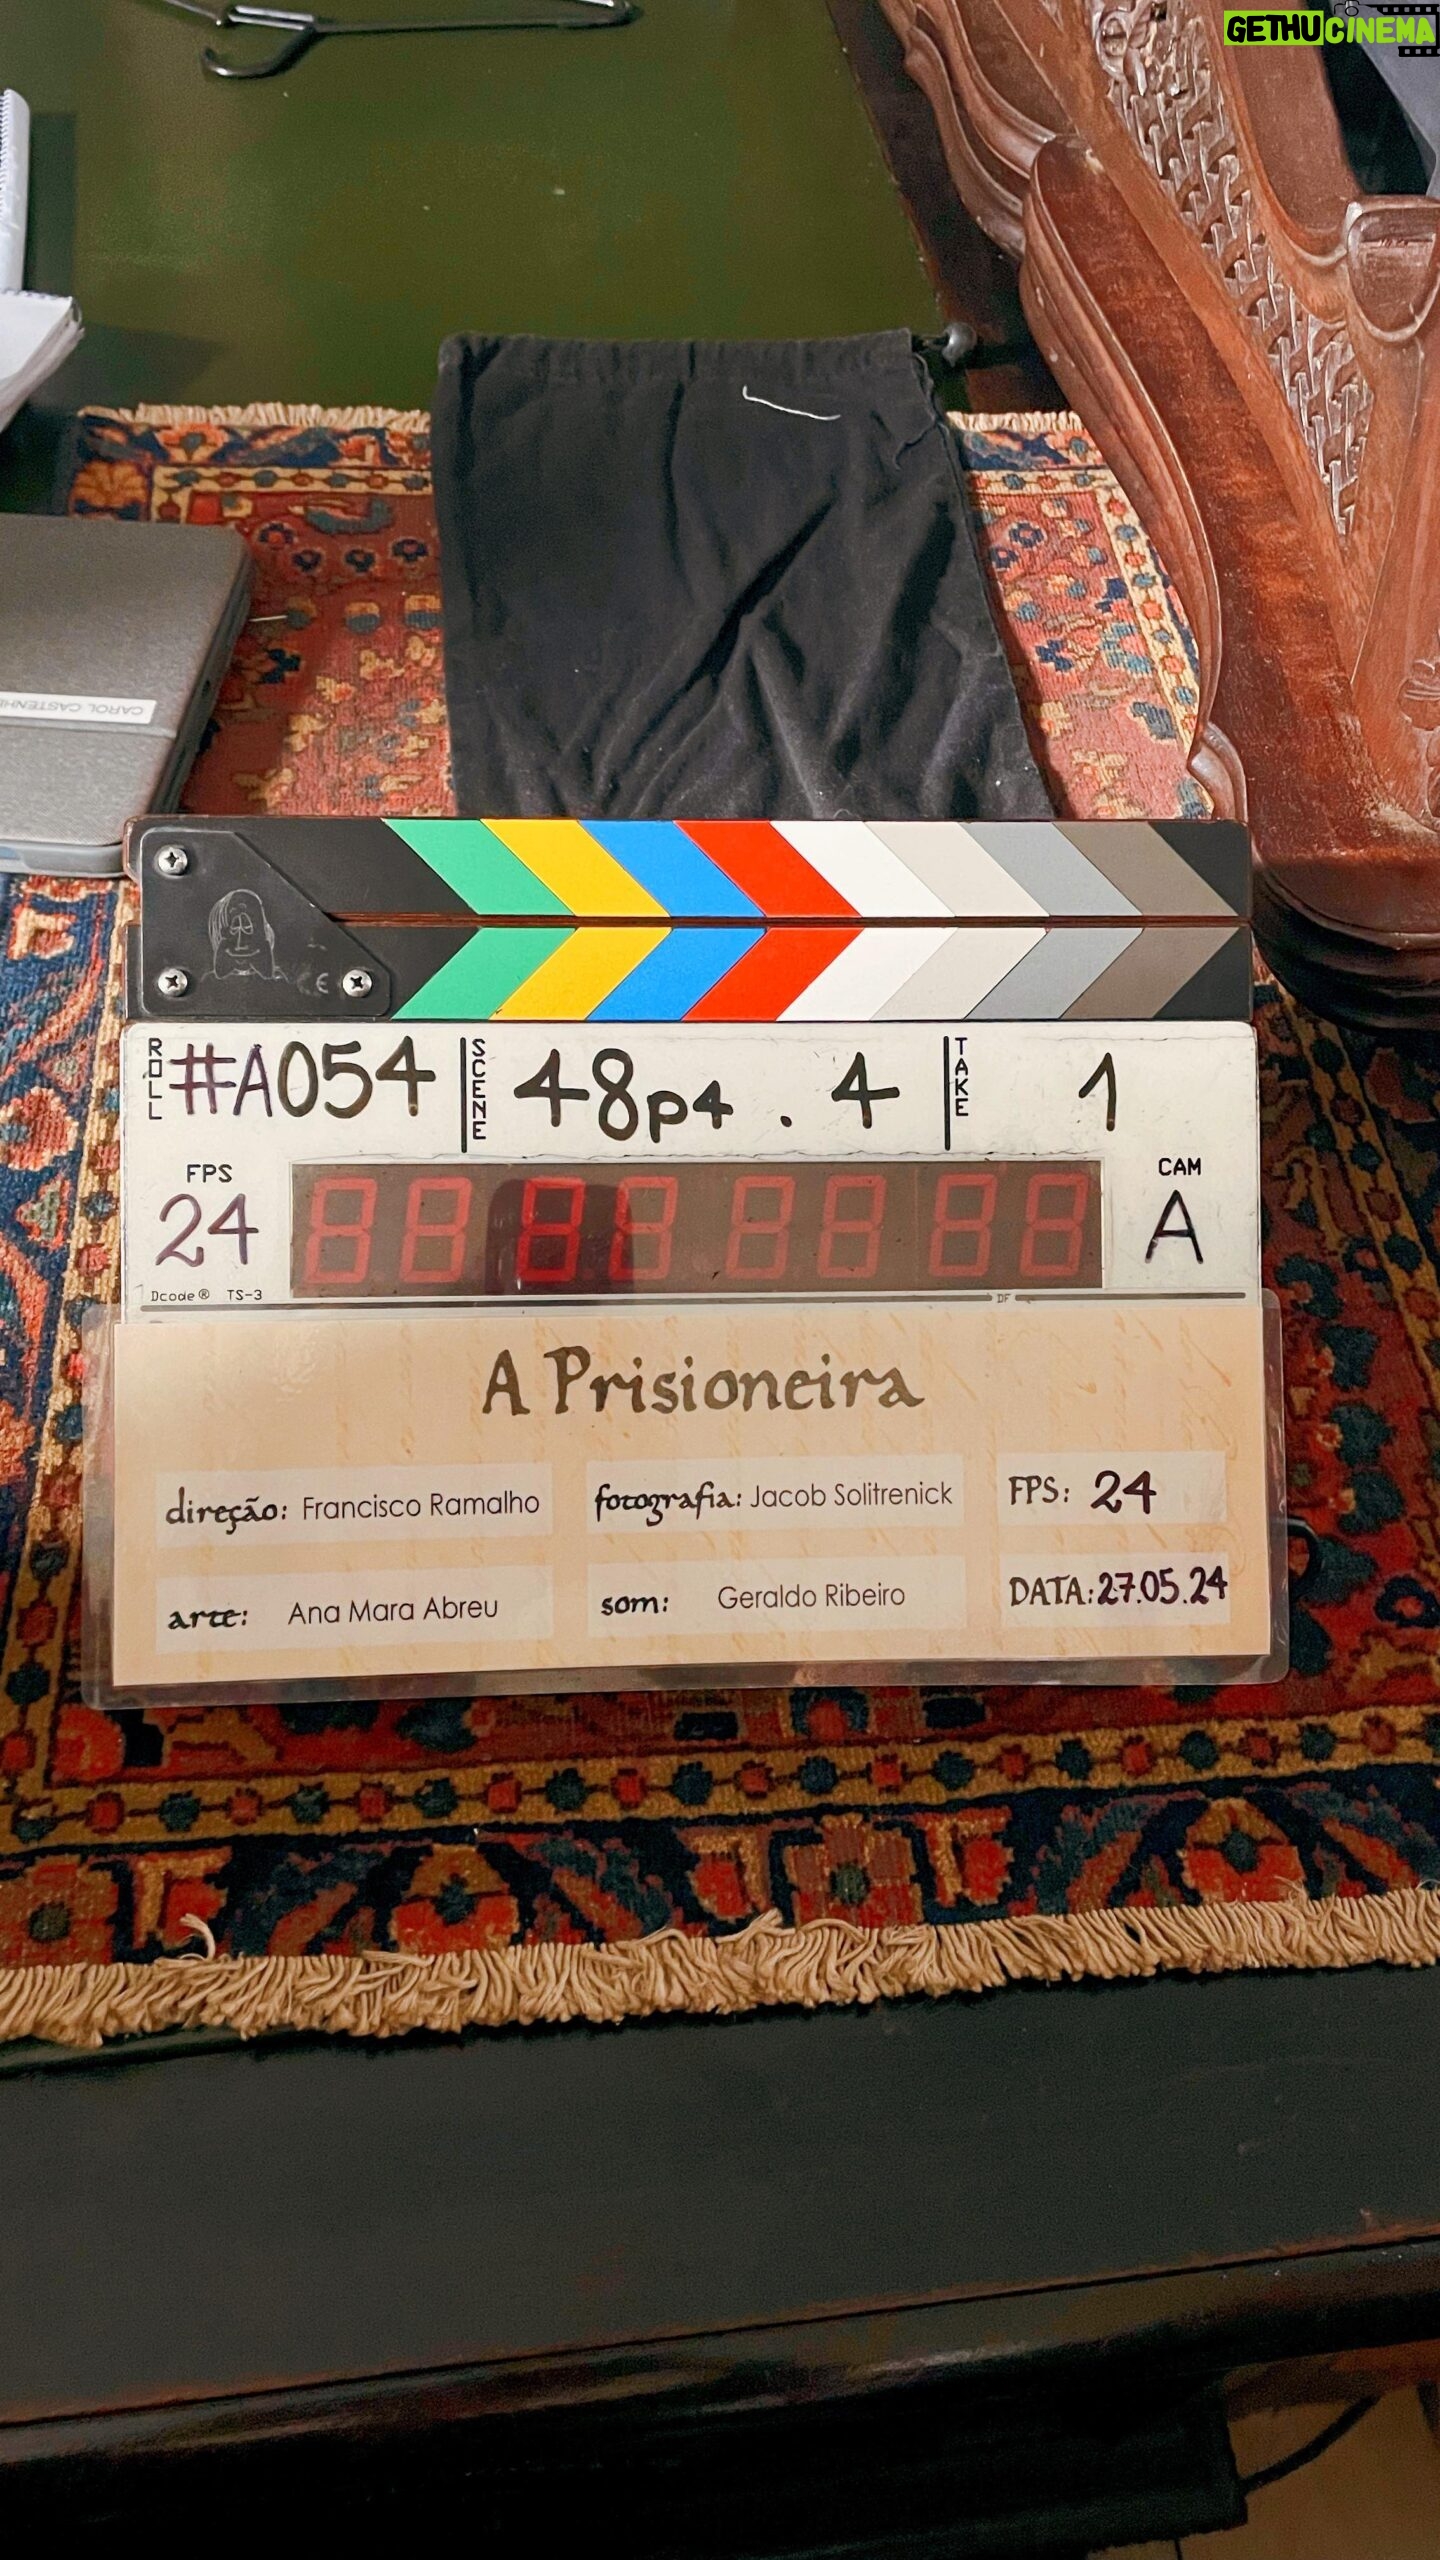 GETHUCINEMA
CAROL CASTENH
ROLL #A054 SCENE 48p4 . 4 TAKE 1
FPS
24
CAM
A
Dcode® TS-3
DF
A Prisioneira
direção: Francisco Ramalho
fotografia: Jacob Solitrenick
FPS: 24
arte: Ana Mara Abreu
som: Geraldo Ribeiro
DATA: 27.05.24